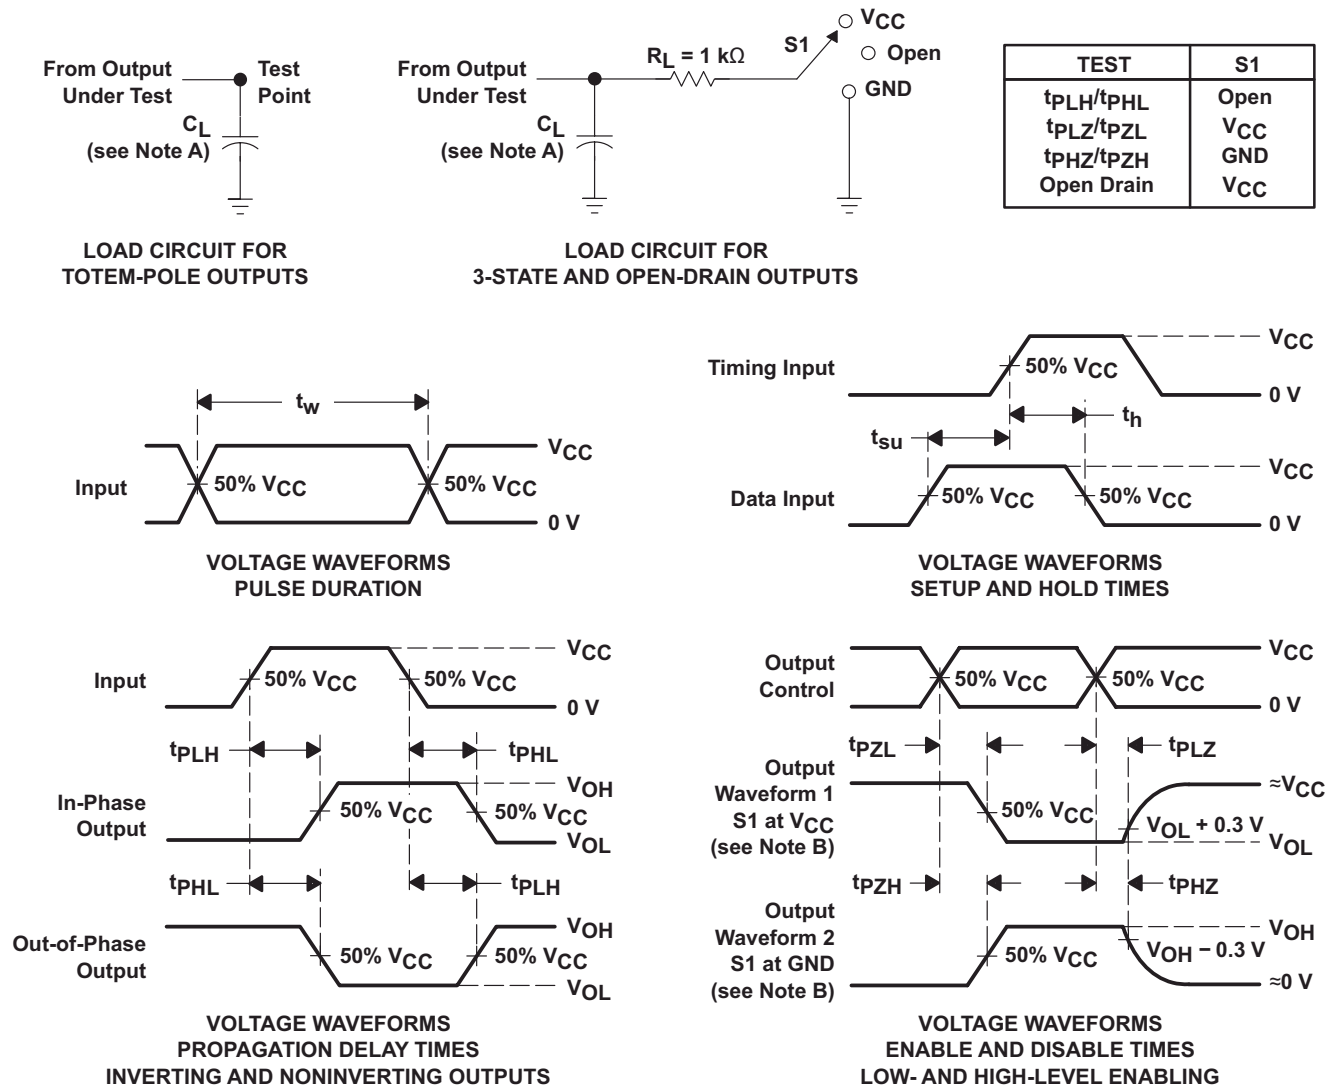 From Output
Under Test
Test
Point
CL
(see Note A)
LOAD CIRCUIT FOR
TOTEM-POLE OUTPUTS
From Output
Under Test
CL
(see Note A)
RL = 1 kΩ
S1
VCC
Open
GND
LOAD CIRCUIT FOR
3-STATE AND OPEN-DRAIN OUTPUTS
TEST S1
tPLH/tPHL Open
tPLZ/tPZL VCC
tPHZ/tPZH GND
Open Drain VCC
tw
Input
50% VCC
50% VCC
VCC
0 V
VOLTAGE WAVEFORMS
PULSE DURATION
Timing Input
50% VCC
VCC
0 V
th
tsu
Data Input
50% VCC
50% VCC
VCC
0 V
VOLTAGE WAVEFORMS
SETUP AND HOLD TIMES
Input
50% VCC
50% VCC
VCC
0 V
tPLH
tPHL
In-Phase
Output
50% VCC
50% VCC
VOH
VOL
tPHL
tPLH
Out-of-Phase
Output
50% VCC
50% VCC
VOH
VOL
VOLTAGE WAVEFORMS
PROPAGATION DELAY TIMES
INVERTING AND NONINVERTING OUTPUTS
Output
Control
50% VCC
50% VCC
VCC
0 V
tPZL
tPLZ
Output
Waveform 1
S1 at VCC
(see Note B)
50% VCC
VOL + 0.3 V
≈VCC
VOL
tPZH
tPHZ
Output
Waveform 2
S1 at GND
(see Note B)
50% VCC
VOH − 0.3 V
VOH
≈0 V
VOLTAGE WAVEFORMS
ENABLE AND DISABLE TIMES
LOW- AND HIGH-LEVEL ENABLING